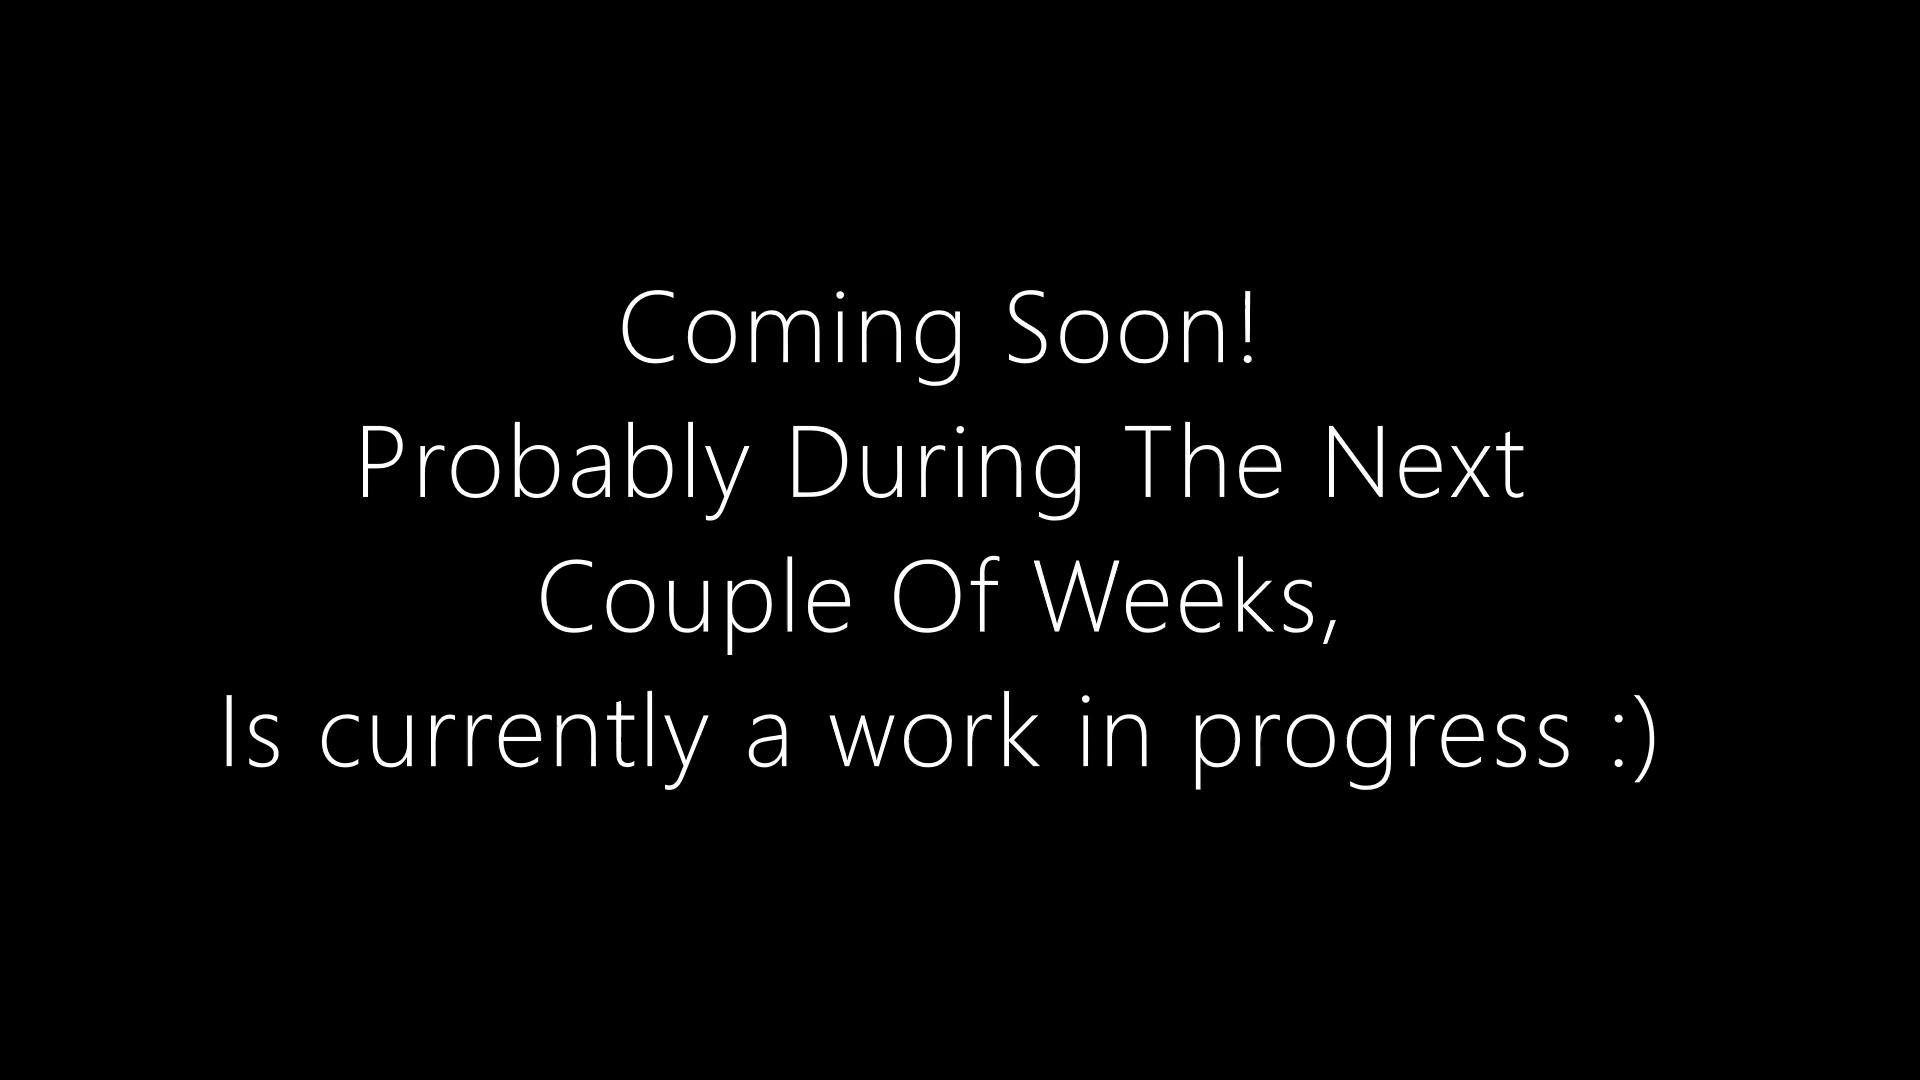 Coming Soon!
Probably During The Next
Couple Of Weeks,
Is currently a work in progress :)